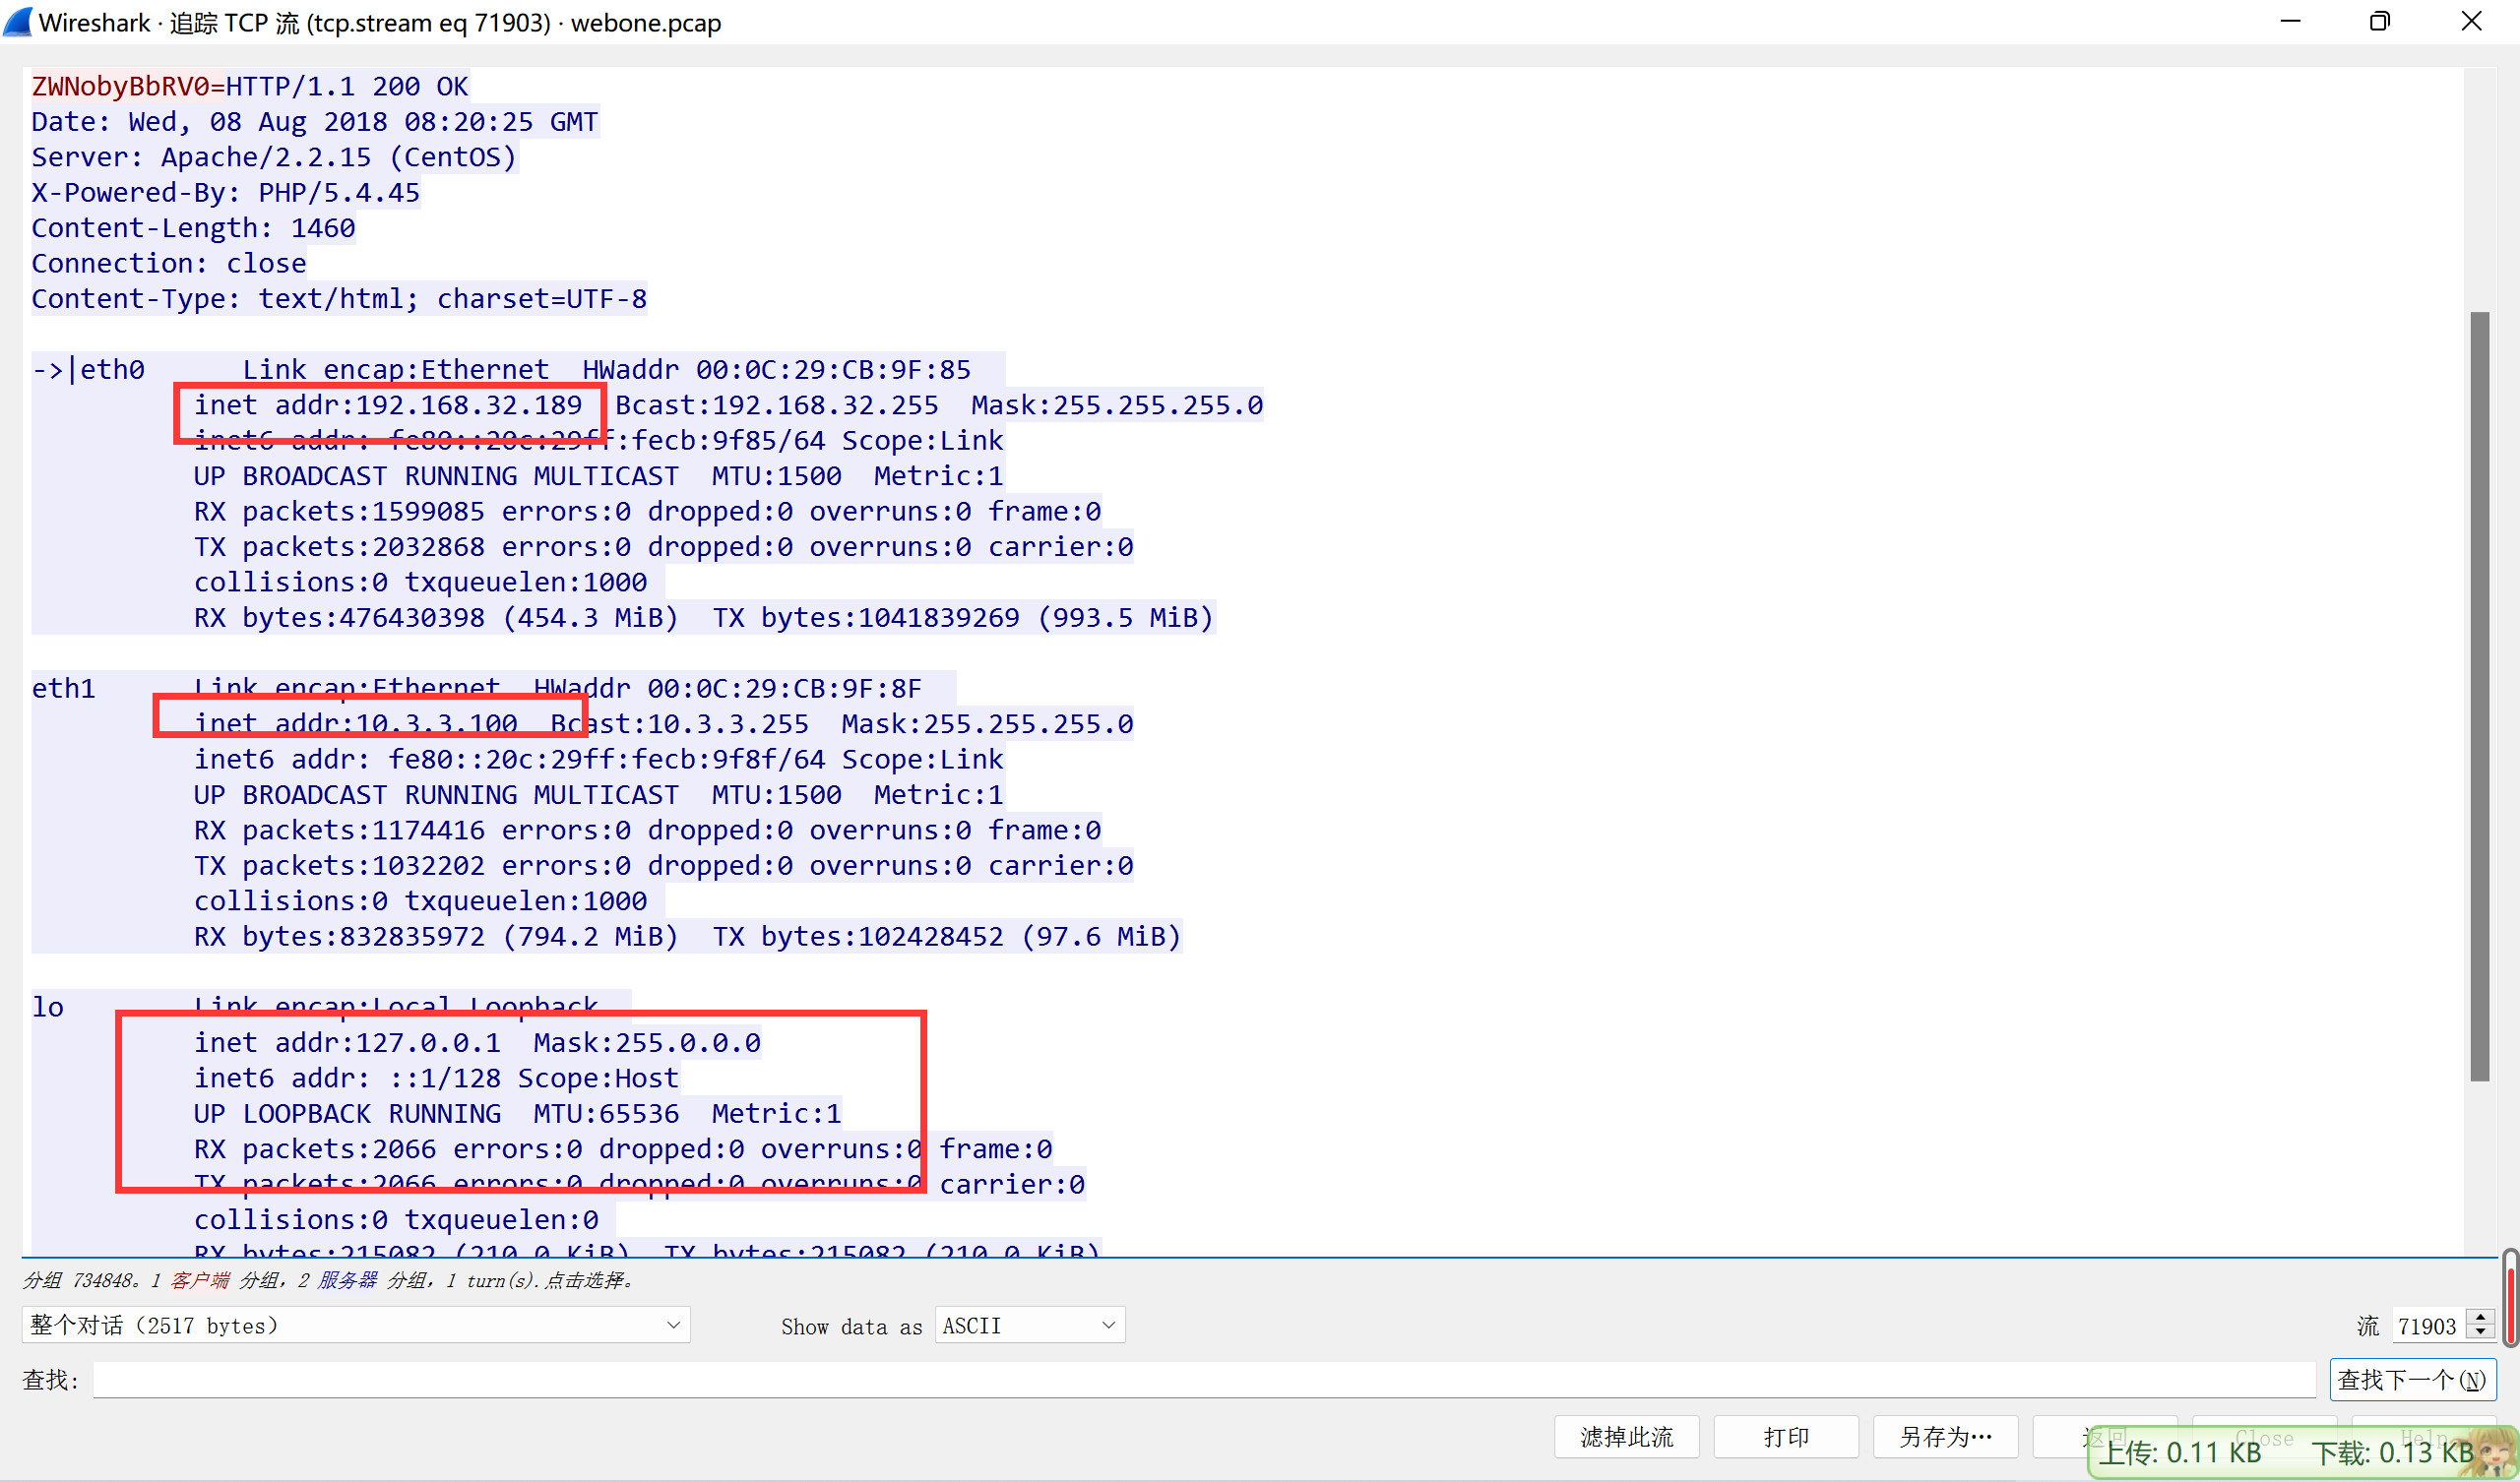 Wireshark · 追踪 TCP 流 (tcp.stream eq 71903) · webone.pcap
ZWNobyBbRV0=HTTP/1.1 200 OK
Date: Wed, 08 Aug 2018 08:20:25 GMT
Server: Apache/2.2.15 (CentOS)
X-Powered-By: PHP/5.4.45
Content-Length: 1460
Connection: close
Content-Type: text/html; charset=UTF-8
->|eth0      Link encap:Ethernet  HWaddr 00:0C:29:CB:9F:85
inet addr:192.168.32.189  Bcast:192.168.32.255  Mask:255.255.255.0
inet6 addr: fe80::20c:29ff:fecb:9f85/64 Scope:Link
UP BROADCAST RUNNING MULTICAST  MTU:1500  Metric:1
RX packets:1599085 errors:0 dropped:0 overruns:0 frame:0
TX packets:2032868 errors:0 dropped:0 overruns:0 carrier:0
collisions:0 txqueuelen:1000
RX bytes:476430398 (454.3 MiB)  TX bytes:1041839269 (993.5 MiB)
eth1      Link encap:Ethernet  HWaddr 00:0C:29:CB:9F:8F
inet addr:10.3.3.100  Bcast:10.3.3.255  Mask:255.255.255.0
inet6 addr: fe80::20c:29ff:fecb:9f8f/64 Scope:Link
UP BROADCAST RUNNING MULTICAST  MTU:1500  Metric:1
RX packets:1174416 errors:0 dropped:0 overruns:0 frame:0
TX packets:1032202 errors:0 dropped:0 overruns:0 carrier:0
collisions:0 txqueuelen:1000
RX bytes:832835972 (794.2 MiB)  TX bytes:102428452 (97.6 MiB)
lo        Link encap:Local Loopback
inet addr:127.0.0.1  Mask:255.0.0.0
inet6 addr: ::1/128 Scope:Host
UP LOOPBACK RUNNING  MTU:65536  Metric:1
RX packets:2066 errors:0 dropped:0 overruns:0 frame:0
TX packets:2066 errors:0 dropped:0 overruns:0 carrier:0
collisions:0 txqueuelen:0
RX bytes:215082 (210.0 KiB)  TX bytes:215082 (210.0 KiB)
分组 734848。1 客户端 分组，2 服务器 分组，1 turn(s).点击选择。
整个对话（2517 bytes）
Show data as ASCII
流 71903
查找:
查找下一个(N)
滤掉此流
打印
另存为…
返回
Close
Help
上传: 0.11 KB 下载: 0.13 KB